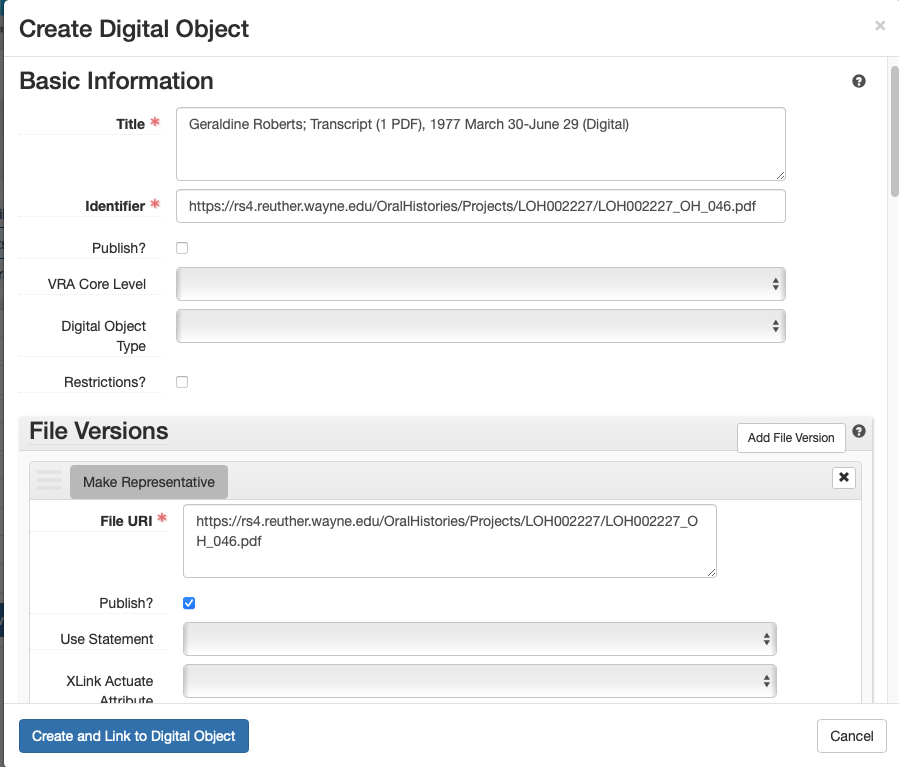 Create Digital Object
×
Basic Information
?
Title *
Geraldine Roberts; Transcript (1 PDF), 1977 March 30-June 29 (Digital)
Identifier *
https://rs4.reuther.wayne.edu/OralHistories/Projects/LOH002227/LOH002227_OH_046.pdf
Publish?
VRA Core Level
Digital Object
Type
Restrictions?
File Versions
Add File Version
?
Make Representative
✖
File URI *
https://rs4.reuther.wayne.edu/OralHistories/Projects/LOH002227/LOH002227_O
H_046.pdf
Publish?
Use Statement
XLink Actuate
Attribute
Create and Link to Digital Object
Cancel